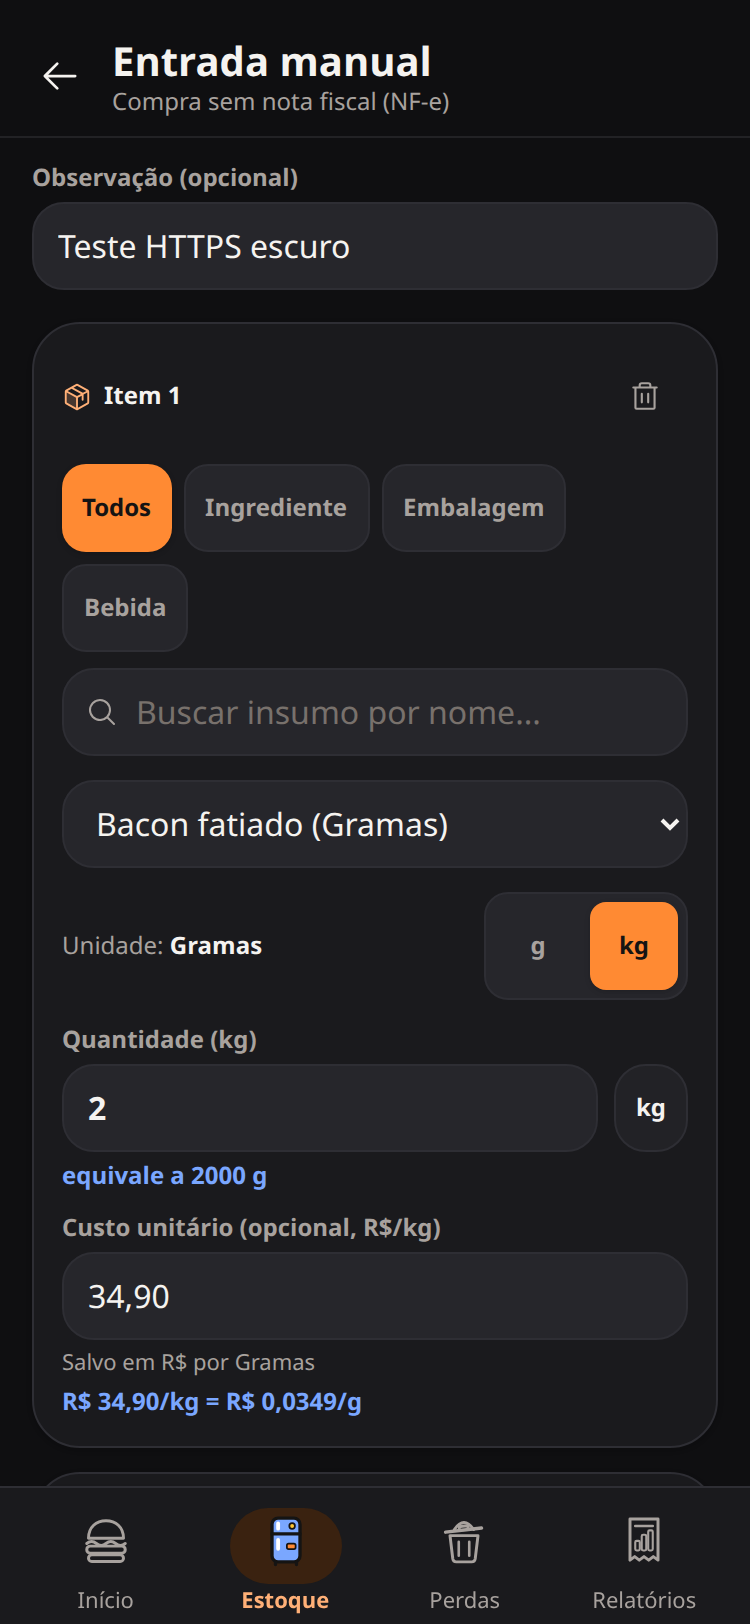 Entrada manual
Compra sem nota fiscal (NF-e)
Observação (opcional)
Teste HTTPS escuro
Item 1
Todos
Ingrediente
Embalagem
Bebida
Buscar insumo por nome...
Bacon fatiado (Gramas)
Unidade: Gramas
g
kg
Quantidade (kg)
2
kg
equivale a 2000 g
Custo unitário (opcional, R$/kg)
34,90
Salvo em R$ por Gramas
R$ 34,90/kg = R$ 0,0349/g
Início
Estoque
Perdas
Relatórios